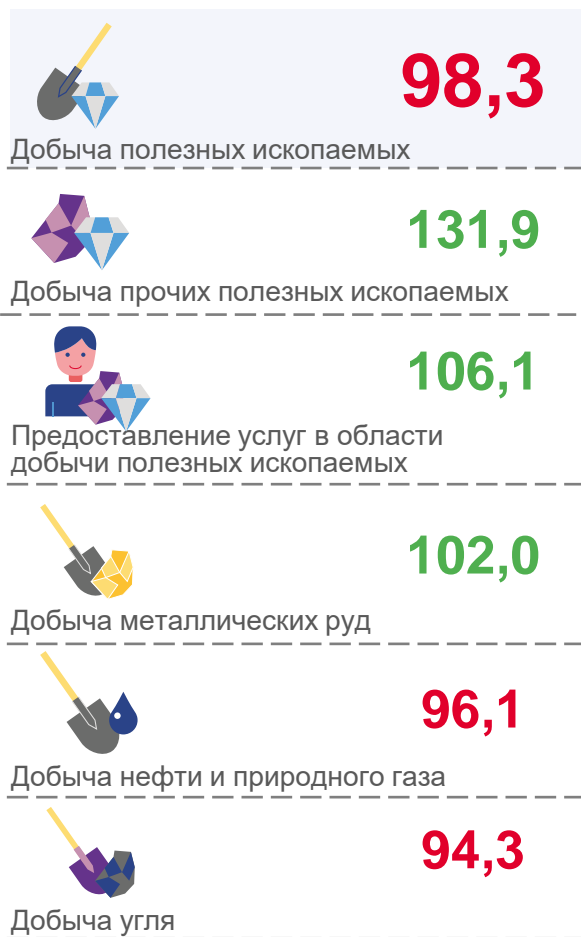 98,3
Добыча полезных ископаемых
131,9
Добыча прочих полезных ископаемых
106,1
Предоставление услуг в области
добычи полезных ископаемых
102,0
Добыча металлических руд
96,1
Добыча нефти и природного газа
94,3
Добыча угля